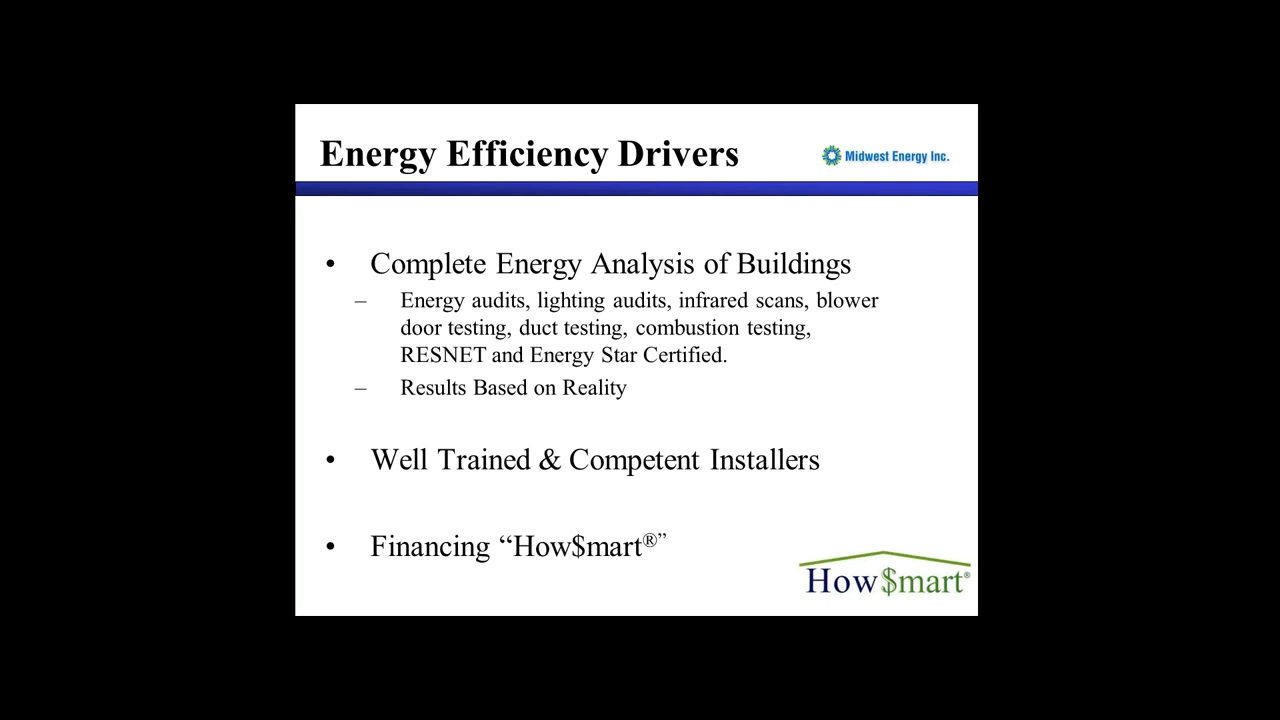 Energy Efficiency Drivers
Midwest Energy Inc.
• Complete Energy Analysis of Buildings
– Energy audits, lighting audits, infrared scans, blower
door testing, duct testing, combustion testing,
RESNET and Energy Star Certified.
– Results Based on Reality
• Well Trained & Competent Installers
• Financing “How$mart®”
How$mart®